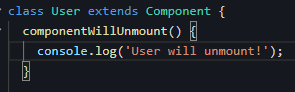 class User extends Component {
componentWillUnmount() {
console.log('User will unmount!');
}